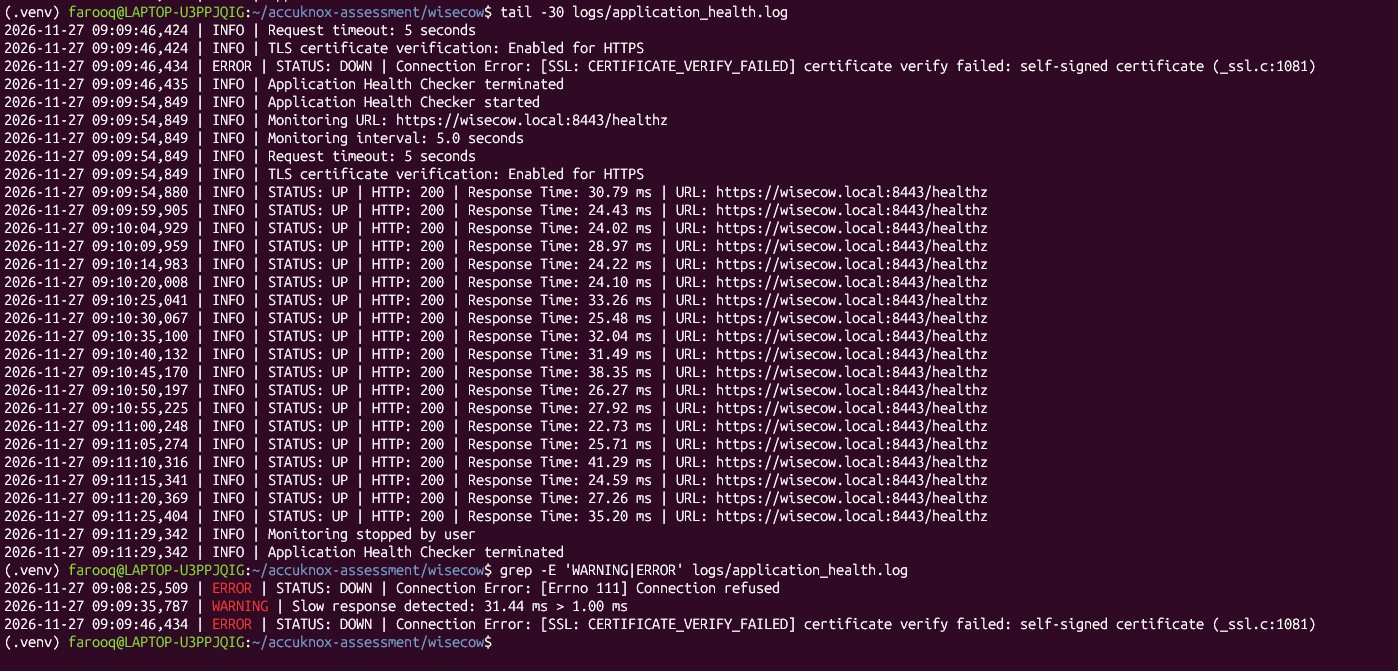 (.venv) farooq@LAPTOP-U3PPJQIG:~/accuknox-assessment/wisecow$ tail -30 logs/application_health.log
2026-11-27 09:09:46,424 | INFO | Request timeout: 5 seconds
2026-11-27 09:09:46,424 | INFO | TLS certificate verification: Enabled for HTTPS
2026-11-27 09:09:46,434 | ERROR | STATUS: DOWN | Connection Error: [SSL: CERTIFICATE_VERIFY_FAILED] certificate verify failed: self-signed certificate (_ssl.c:1081)
2026-11-27 09:09:46,435 | INFO | Application Health Checker terminated
2026-11-27 09:09:54,849 | INFO | Application Health Checker started
2026-11-27 09:09:54,849 | INFO | Monitoring URL: https://wisecow.local:8443/healthz
2026-11-27 09:09:54,849 | INFO | Monitoring interval: 5.0 seconds
2026-11-27 09:09:54,849 | INFO | Request timeout: 5 seconds
2026-11-27 09:09:54,849 | INFO | TLS certificate verification: Enabled for HTTPS
2026-11-27 09:09:54,880 | INFO | STATUS: UP | HTTP: 200 | Response Time: 30.79 ms | URL: https://wisecow.local:8443/healthz
2026-11-27 09:09:59,905 | INFO | STATUS: UP | HTTP: 200 | Response Time: 24.43 ms | URL: https://wisecow.local:8443/healthz
2026-11-27 09:10:04,929 | INFO | STATUS: UP | HTTP: 200 | Response Time: 24.02 ms | URL: https://wisecow.local:8443/healthz
2026-11-27 09:10:09,959 | INFO | STATUS: UP | HTTP: 200 | Response Time: 28.97 ms | URL: https://wisecow.local:8443/healthz
2026-11-27 09:10:14,983 | INFO | STATUS: UP | HTTP: 200 | Response Time: 24.22 ms | URL: https://wisecow.local:8443/healthz
2026-11-27 09:10:20,008 | INFO | STATUS: UP | HTTP: 200 | Response Time: 24.10 ms | URL: https://wisecow.local:8443/healthz
2026-11-27 09:10:25,041 | INFO | STATUS: UP | HTTP: 200 | Response Time: 33.26 ms | URL: https://wisecow.local:8443/healthz
2026-11-27 09:10:30,067 | INFO | STATUS: UP | HTTP: 200 | Response Time: 25.48 ms | URL: https://wisecow.local:8443/healthz
2026-11-27 09:10:35,100 | INFO | STATUS: UP | HTTP: 200 | Response Time: 32.04 ms | URL: https://wisecow.local:8443/healthz
2026-11-27 09:10:40,132 | INFO | STATUS: UP | HTTP: 200 | Response Time: 31.49 ms | URL: https://wisecow.local:8443/healthz
2026-11-27 09:10:45,170 | INFO | STATUS: UP | HTTP: 200 | Response Time: 38.35 ms | URL: https://wisecow.local:8443/healthz
2026-11-27 09:10:50,197 | INFO | STATUS: UP | HTTP: 200 | Response Time: 26.27 ms | URL: https://wisecow.local:8443/healthz
2026-11-27 09:10:55,225 | INFO | STATUS: UP | HTTP: 200 | Response Time: 27.92 ms | URL: https://wisecow.local:8443/healthz
2026-11-27 09:11:00,248 | INFO | STATUS: UP | HTTP: 200 | Response Time: 22.73 ms | URL: https://wisecow.local:8443/healthz
2026-11-27 09:11:05,274 | INFO | STATUS: UP | HTTP: 200 | Response Time: 25.71 ms | URL: https://wisecow.local:8443/healthz
2026-11-27 09:11:10,316 | INFO | STATUS: UP | HTTP: 200 | Response Time: 41.29 ms | URL: https://wisecow.local:8443/healthz
2026-11-27 09:11:15,341 | INFO | STATUS: UP | HTTP: 200 | Response Time: 24.59 ms | URL: https://wisecow.local:8443/healthz
2026-11-27 09:11:20,369 | INFO | STATUS: UP | HTTP: 200 | Response Time: 27.26 ms | URL: https://wisecow.local:8443/healthz
2026-11-27 09:11:25,404 | INFO | STATUS: UP | HTTP: 200 | Response Time: 35.20 ms | URL: https://wisecow.local:8443/healthz
2026-11-27 09:11:29,342 | INFO | Monitoring stopped by user
2026-11-27 09:11:29,342 | INFO | Application Health Checker terminated
(.venv) farooq@LAPTOP-U3PPJQIG:~/accuknox-assessment/wisecow$ grep -E 'WARNING|ERROR' logs/application_health.log
2026-11-27 09:08:25,509 | ERROR | STATUS: DOWN | Connection Error: [Errno 111] Connection refused
2026-11-27 09:09:35,787 | WARNING | Slow response detected: 31.44 ms > 1.00 ms
2026-11-27 09:09:46,434 | ERROR | STATUS: DOWN | Connection Error: [SSL: CERTIFICATE_VERIFY_FAILED] certificate verify failed: self-signed certificate (_ssl.c:1081)
(.venv) farooq@LAPTOP-U3PPJQIG:~/accuknox-assessment/wisecow$